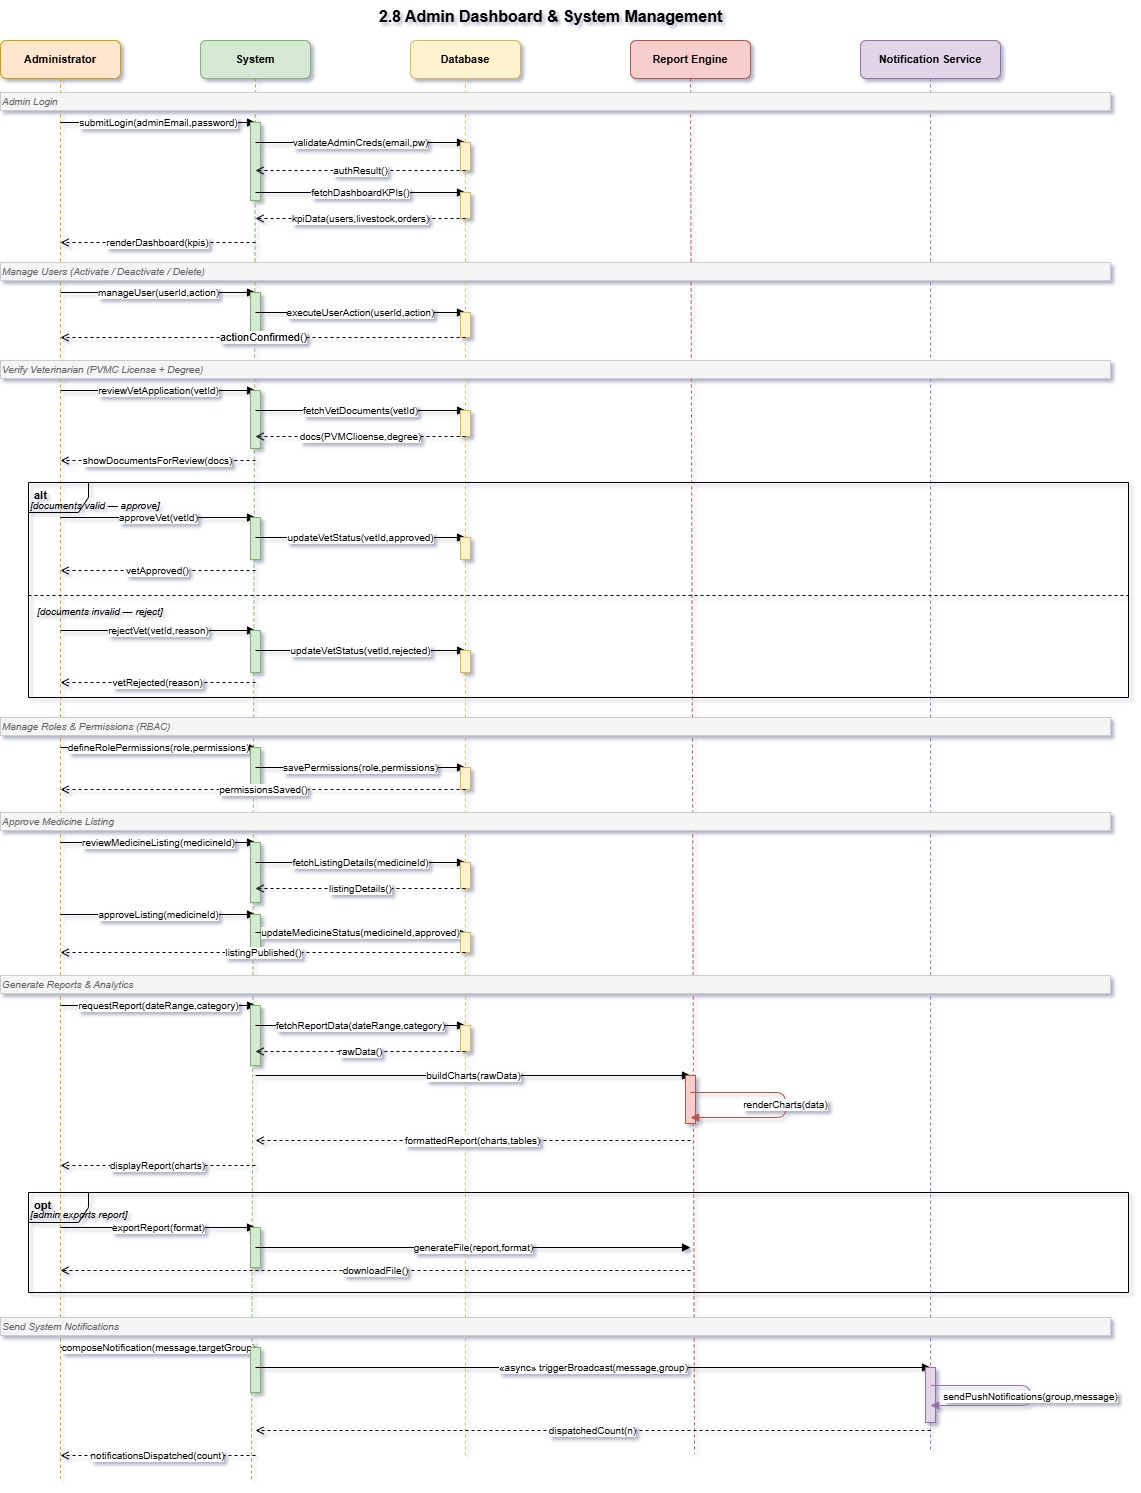 2.8 Admin Dashboard & System Management
Administrator
System
Database
Report Engine
Notification Service
Admin Login
submitLogin(adminEmail,password)
validateAdminCreds(email,pw)
authResult()
fetchDashboardKPIs()
kpiData(users,livestock,orders)
renderDashboard(kpis)
Manage Users (Activate / Deactivate / Delete)
manageUser(userId,action)
executeUserAction(userId,action)
actionConfirmed()
Verify Veterinarian (PVMC License + Degree)
reviewVetApplication(vetId)
fetchVetDocuments(vetId)
docs(PVMClicense,degree)
showDocumentsForReview(docs)
alt
[documents valid — approve]
approveVet(vetId)
updateVetStatus(vetId,approved)
vetApproved()
[documents invalid — reject]
rejectVet(vetId,reason)
updateVetStatus(vetId,rejected)
vetRejected(reason)
Manage Roles & Permissions (RBAC)
defineRolePermissions(role,permissions)
savePermissions(role,permissions)
permissionsSaved()
Approve Medicine Listing
reviewMedicineListing(medicineId)
fetchListingDetails(medicineId)
listingDetails()
approveListing(medicineId)
updateMedicineStatus(medicineId,approved)
listingPublished()
Generate Reports & Analytics
requestReport(dateRange,category)
fetchReportData(dateRange,category)
rawData()
buildCharts(rawData)
renderCharts(data)
formattedReport(charts,tables)
displayReport(charts)
opt
[admin exports report]
exportReport(format)
generateFile(report,format)
downloadFile()
Send System Notifications
composeNotification(message,targetGroup)
«async» triggerBroadcast(message,group)
sendPushNotifications(group,message)
dispatchedCount(n)
notificationsDispatched(count)